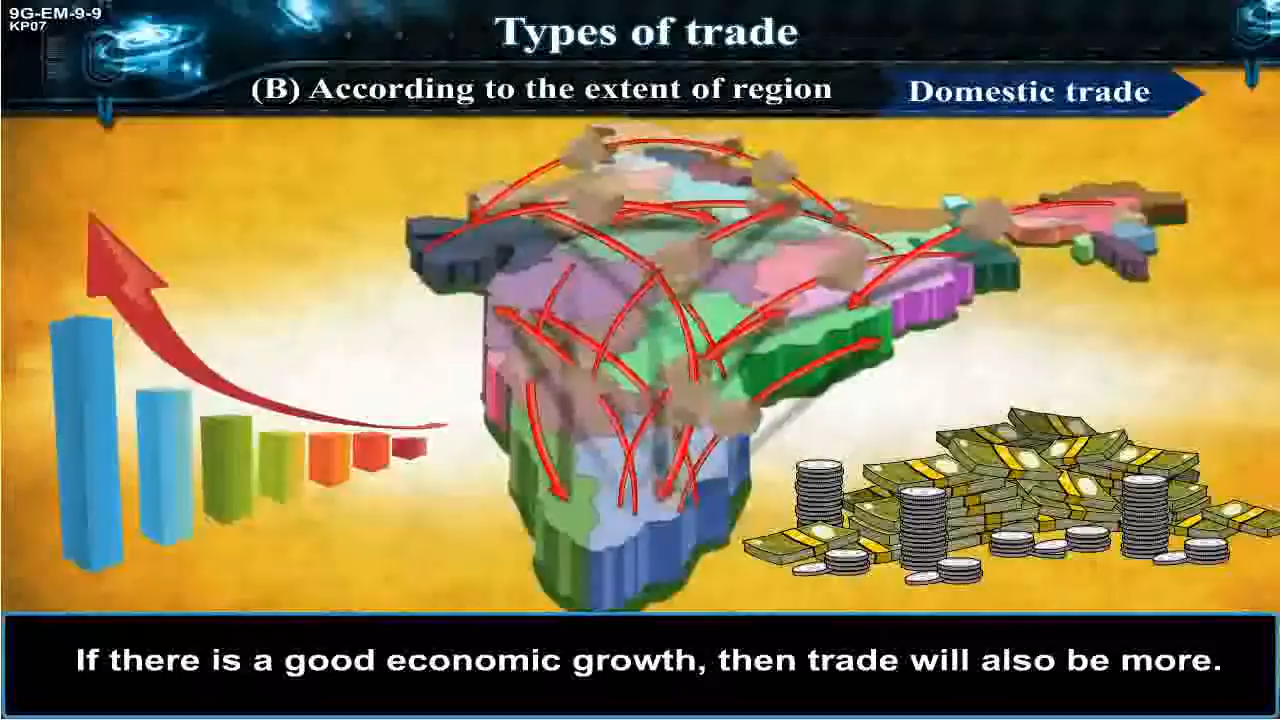 9G-EM-9-9
KP07
Types of trade
(B) According to the extent of region
Domestic trade
If there is a good economic growth, then trade will also be more.